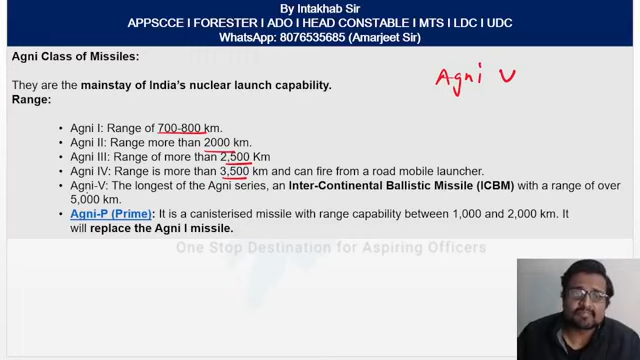 By Intakhab Sir
APPSCCE I FORESTER I ADO I HEAD CONSTABLE I MTS I LDC I UDC
WhatsApp: 8076535685 (Amarjeet Sir)
Agni Class of Missiles:
Agni V
They are the mainstay of India's nuclear launch capability.
Range:
• Agni I: Range of 700-800 km.
• Agni II: Range more than 2000 km.
• Agni III: Range of more than 2,500 Km
• Agni IV: Range is more than 3,500 km and can fire from a road mobile launcher.
• Agni-V: The longest of the Agni series, an Inter-Continental Ballistic Missile (ICBM) with a range of over
5,000 km.
• Agni-P (Prime): It is a canisterised missile with range capability between 1,000 and 2,000 km. It
will replace the Agni I missile.
One Stop Destination for Aspiring Officers